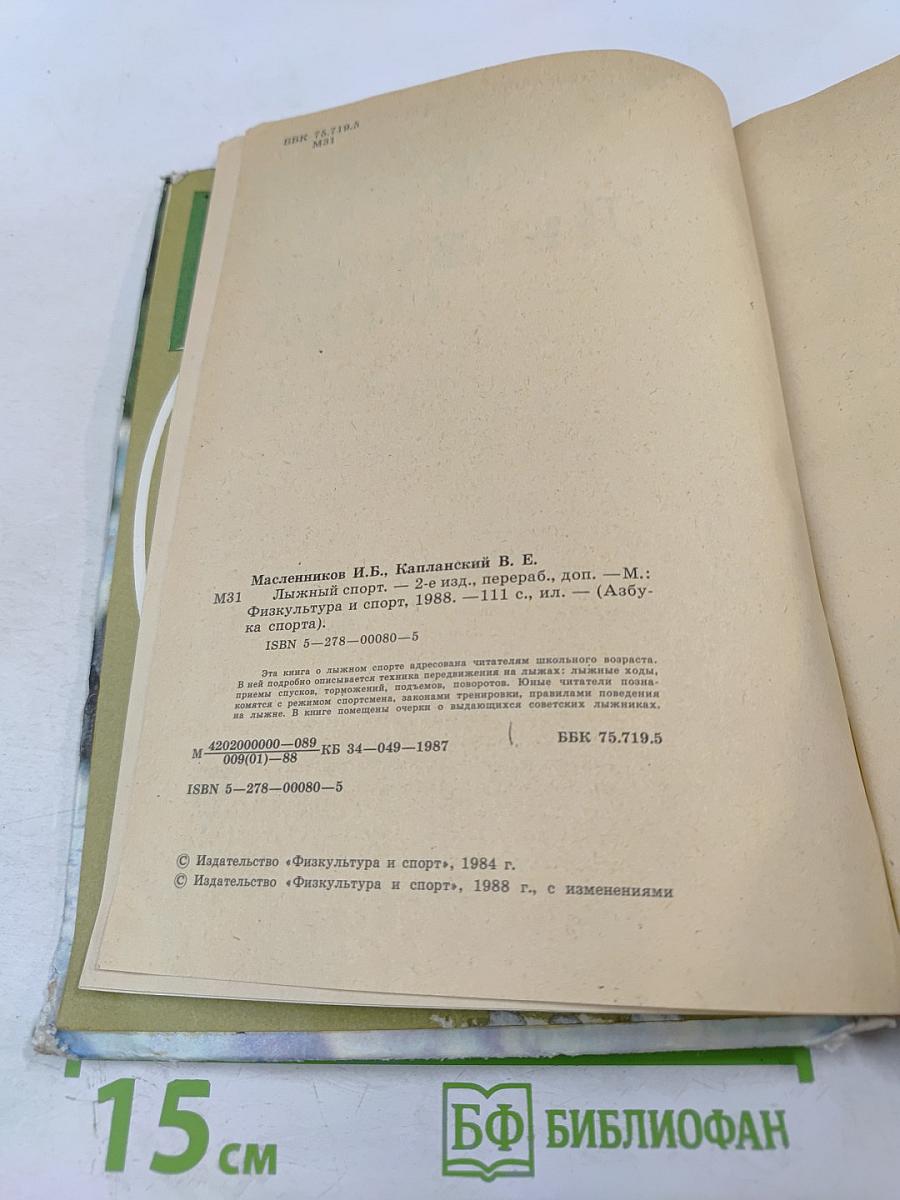 ББК 75.719.5
М31
Масленников И.Б., Капланский В. Е.
М31 Лыжный спорт. — 2-е изд., перераб., доп. —М.:
Физкультура и спорт, 1988. —111 с., ил. — (Азбу-
ка спорта).
ISBN 5—278—00080—5
Эта книга о лыжном спорте адресована читателям школьного возраста.
В ней подробно описывается техника передвижения на лыжах: лыжные ходы,
приемы спусков, торможений, подъемов, поворотов. Юные читатели позна-
комятся с режимом спортсмена, законами тренировки, правилами поведения
на лыжне. В книге помещены очерки о выдающихся советских лыжниках.
М 4202000000—089
009(01)—88 КБ 34—049—1987
ББК 75.719.5
ISBN 5—278—00080—5
© Издательство «Физкультура и спорт», 1984 г.
© Издательство «Физкультура и спорт», 1988 г., с изменениями
15 см
БФ БИБЛИОФАН